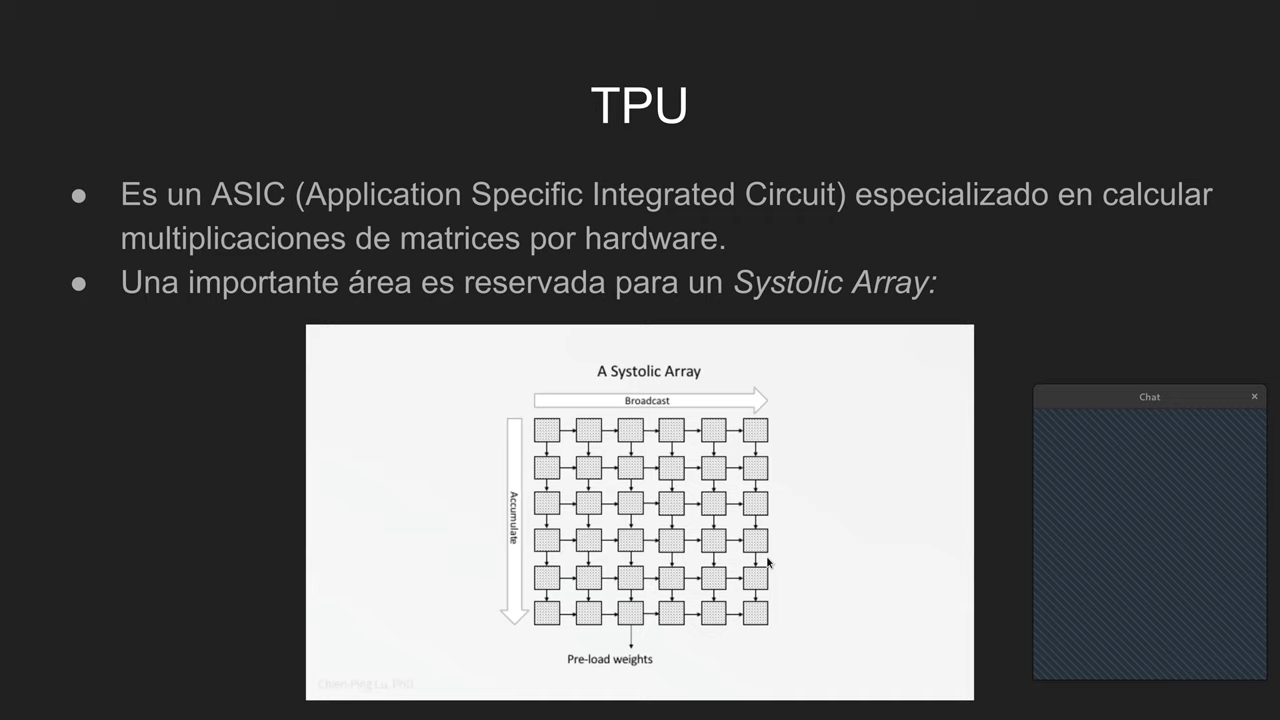 TPU
● Es un ASIC (Application Specific Integrated Circuit) especializado en calcular
multiplicaciones de matrices por hardware.
● Una importante área es reservada para un Systolic Array:
A Systolic Array
Broadcast
Accumulate
Pre-load weights
Chien-Ping Lu, PhD
Chat